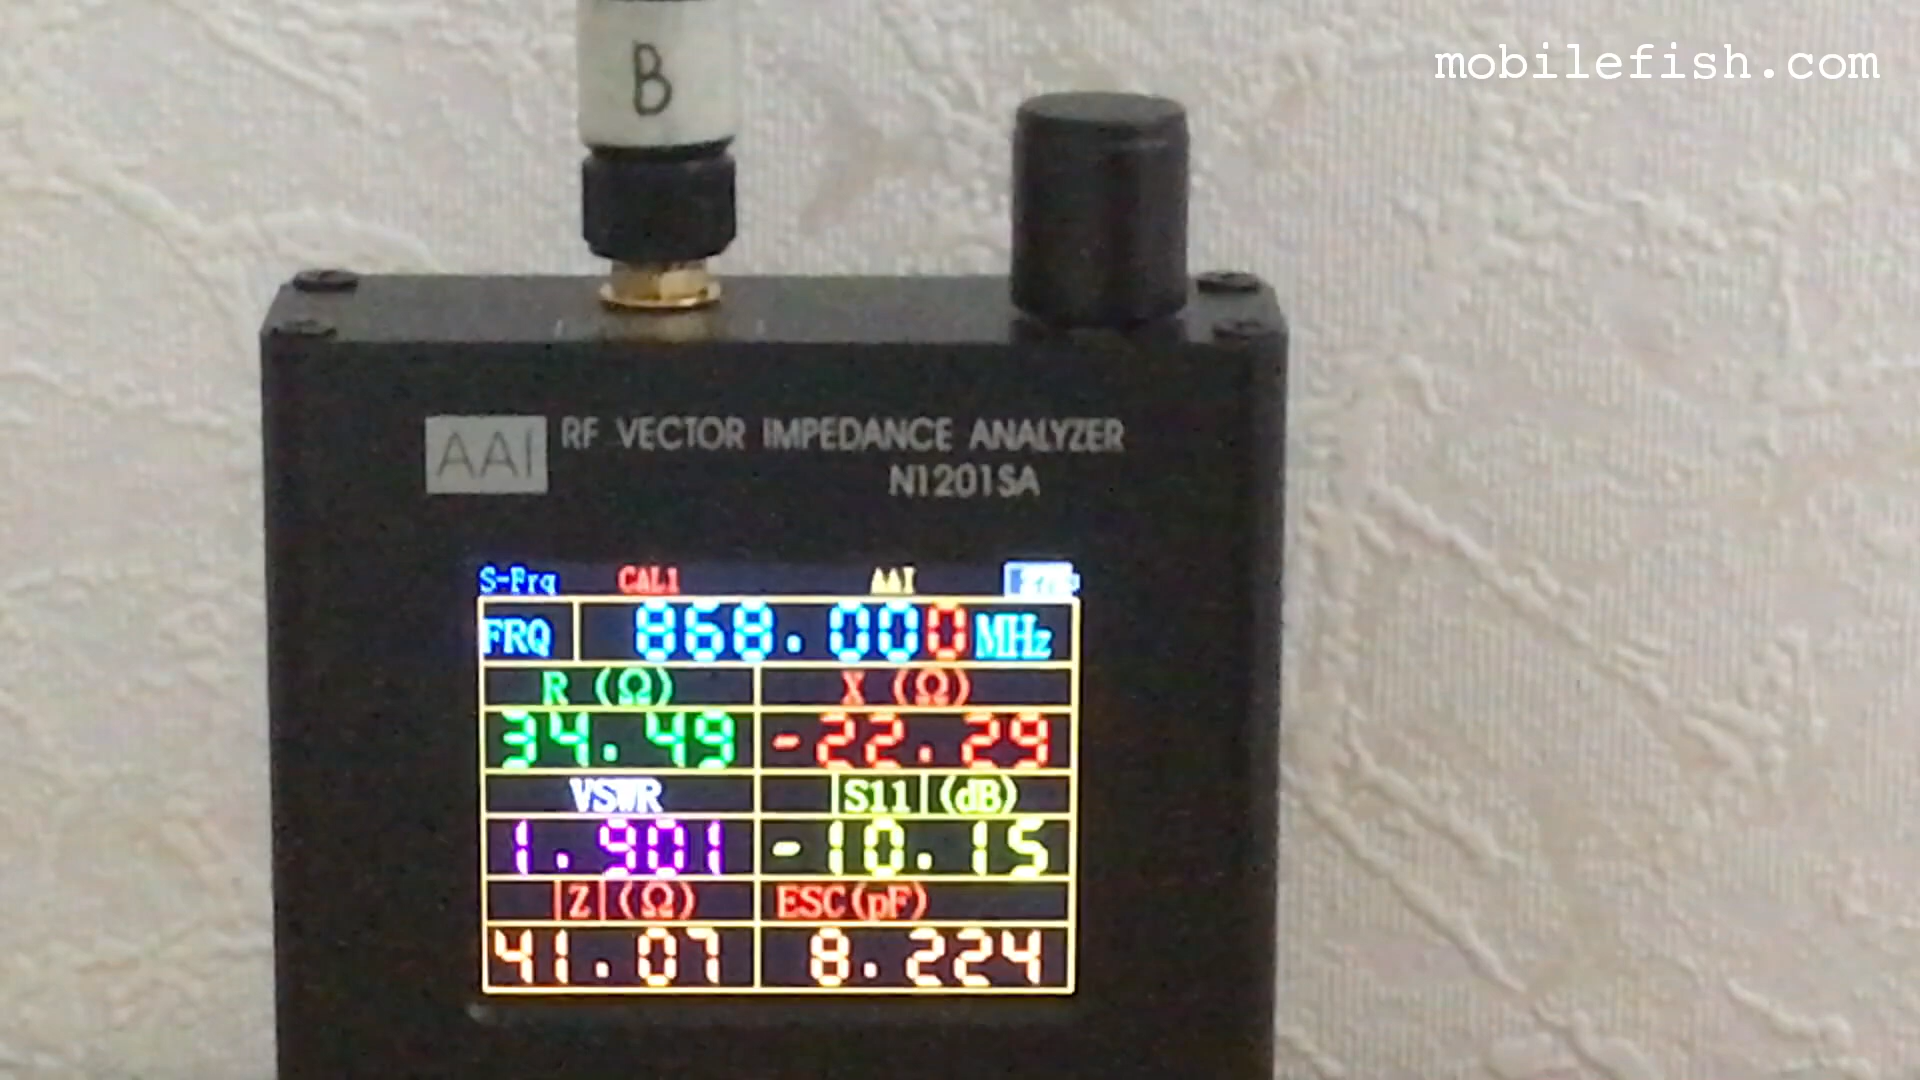 mobilefish.com
B
AAI RF VECTOR IMPEDANCE ANALYZER
N1201SA
S-Frq CAL1 AAI
FRQ 868.000 MHz
R (Ω) X (Ω)
34.49 -22.29
VSWR |S11|(dB)
1.901 -10.15
|Z|(Ω) ESC(pF)
41.07 8.224